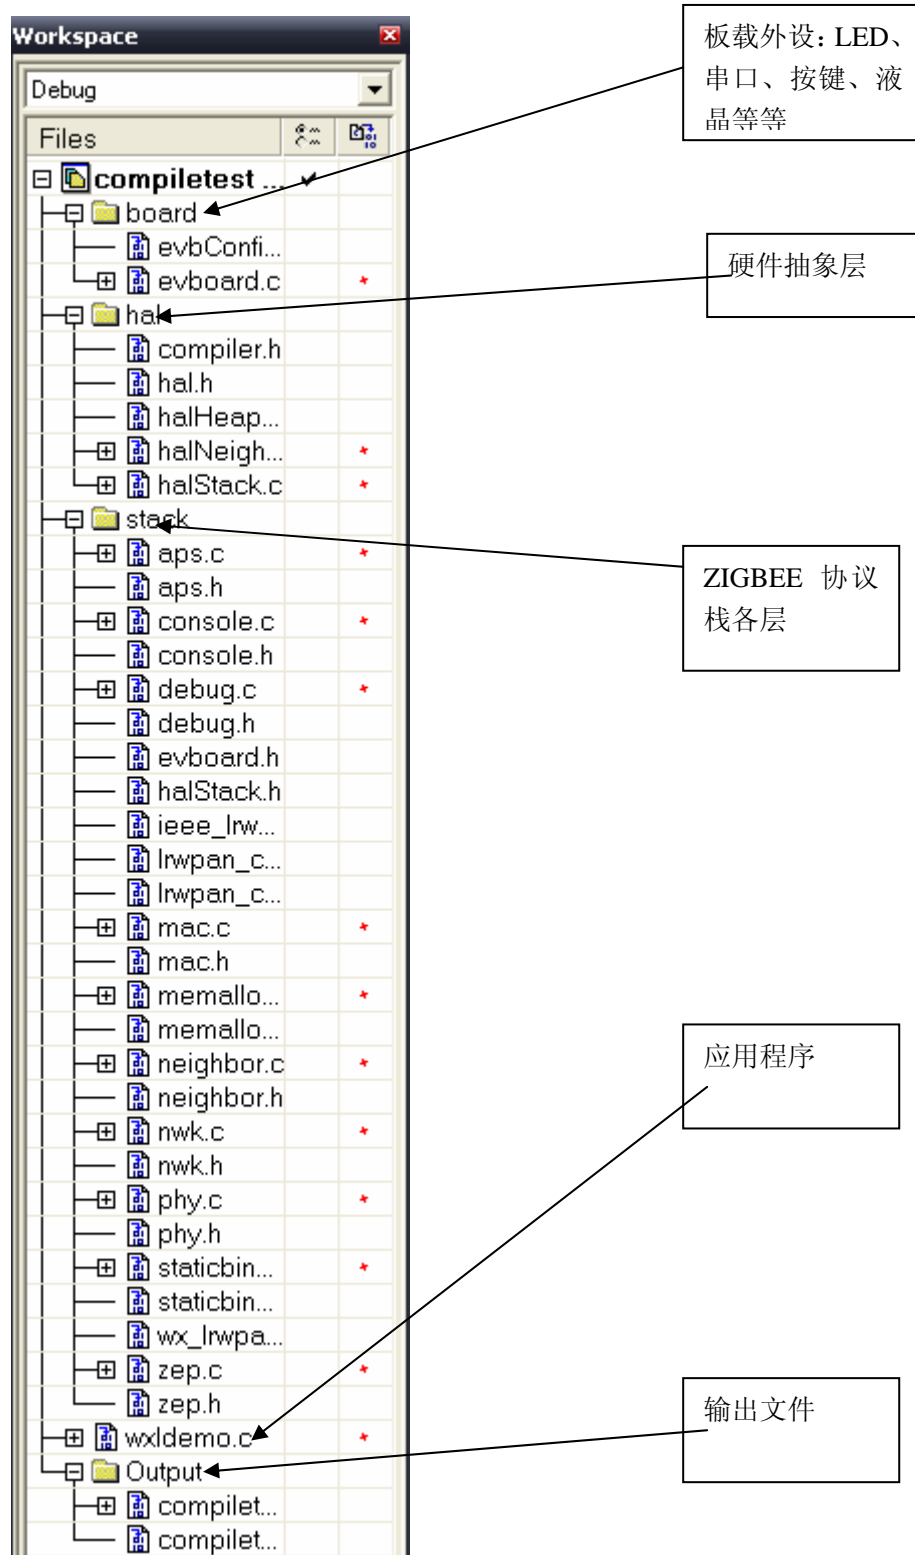 Workspace
Debug
Files
compiletest ...
board
evbConfi...
evboard.c
hal
compiler.h
hal.h
halHeap...
halNeigh...
halStack.c
stack
aps.c
aps.h
console.c
console.h
debug.c
debug.h
evboard.h
halStack.h
ieee_lrw...
lrwpan_c...
lrwpan_c...
mac.c
mac.h
memallo...
memallo...
neighbor.c
neighbor.h
nwk.c
nwk.h
phy.c
phy.h
staticbin...
staticbin...
wx_lrwpa...
zep.c
zep.h
wxldemo.c
Output
compilet...
compilet...
板载外设：LED、
串口、按键、液
晶等等
硬件抽象层
ZIGBEE 协议
栈各层
应用程序
输出文件